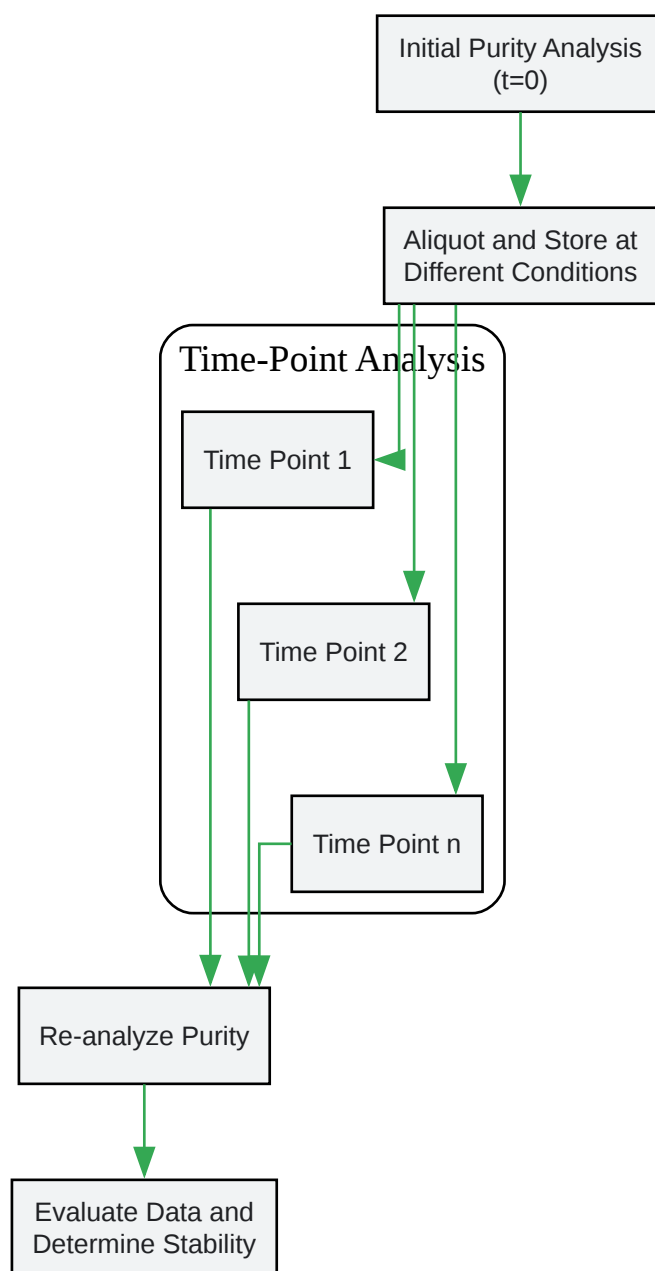 Initial Purity Analysis
(t=0)
Aliquot and Store at
Different Conditions
Time-Point Analysis
Time Point 1
Time Point 2
Time Point n
Re-analyze Purity
Evaluate Data and
Determine Stability